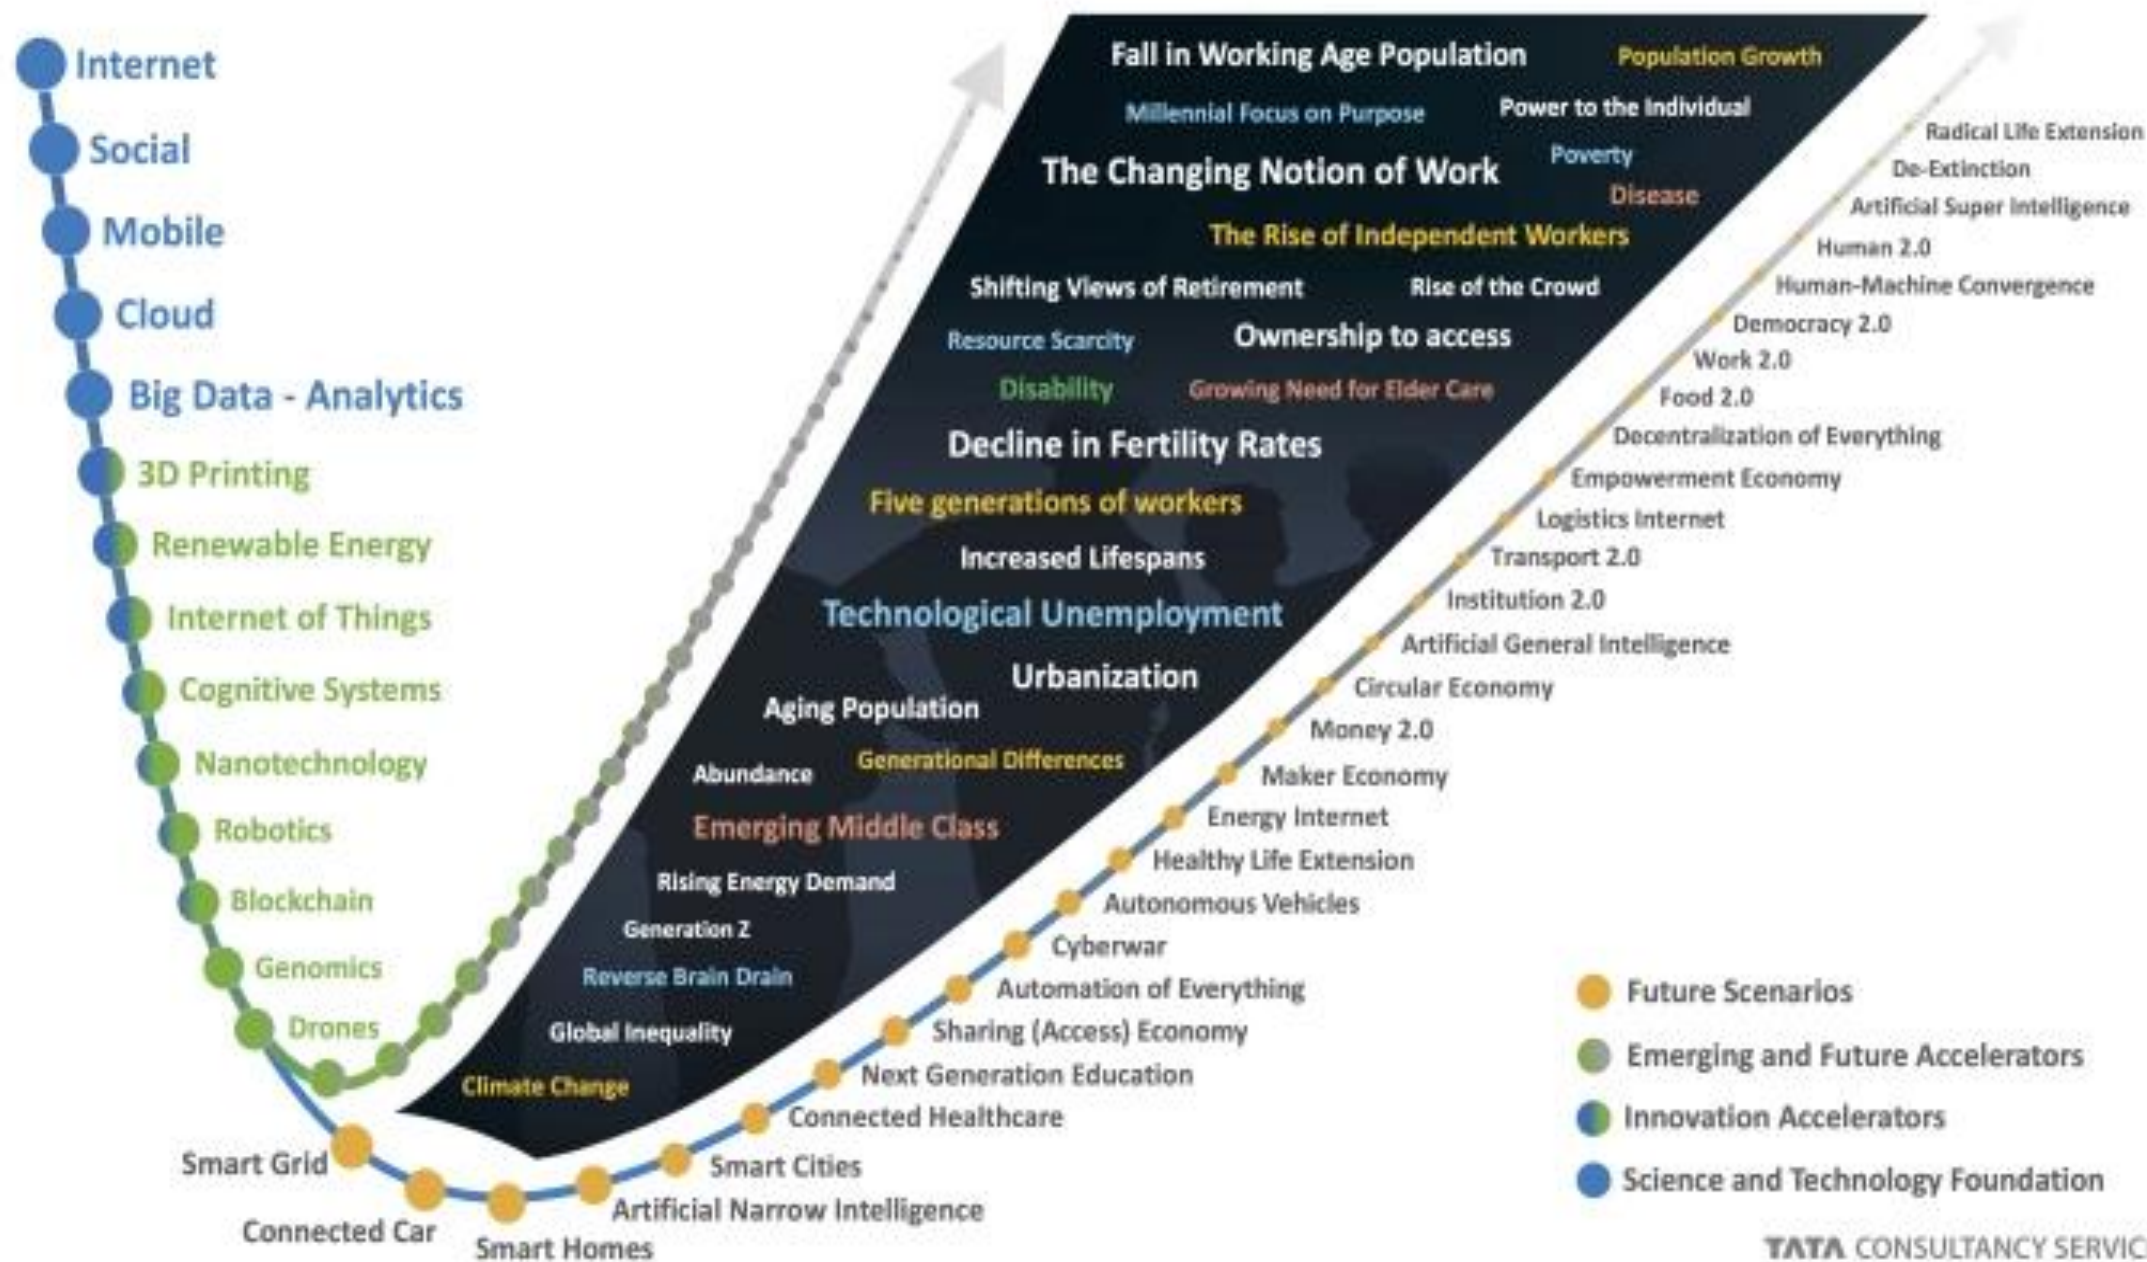 Internet
Social
Mobile
Cloud
Big Data - Analytics
3D Printing
Renewable Energy
Internet of Things
Cognitive Systems
Nanotechnology
Robotics
Blockchain
Genomics
Drones
Fall in Working Age Population
Population Growth
Millennial Focus on Purpose
Power to the Individual
The Changing Notion of Work
Poverty
Disease
The Rise of Independent Workers
Shifting Views of Retirement
Rise of the Crowd
Resource Scarcity
Ownership to access
Disability
Growing Need for Elder Care
Decline in Fertility Rates
Five generations of workers
Increased Lifespans
Technological Unemployment
Urbanization
Aging Population
Abundance
Generational Differences
Emerging Middle Class
Rising Energy Demand
Generation Z
Reverse Brain Drain
Global Inequality
Climate Change
Radical Life Extension
De-Extinction
Artificial Super Intelligence
Human 2.0
Human-Machine Convergence
Democracy 2.0
Work 2.0
Food 2.0
Decentralization of Everything
Empowerment Economy
Logistics Internet
Transport 2.0
Institution 2.0
Artificial General Intelligence
Circular Economy
Money 2.0
Maker Economy
Energy Internet
Healthy Life Extension
Autonomous Vehicles
Cyberwar
Automation of Everything
Sharing (Access) Economy
Next Generation Education
Connected Healthcare
Smart Cities
Artificial Narrow Intelligence
Smart Homes
Connected Car
Smart Grid
Future Scenarios
Emerging and Future Accelerators
Innovation Accelerators
Science and Technology Foundation
TATA CONSULTANCY SERVIC